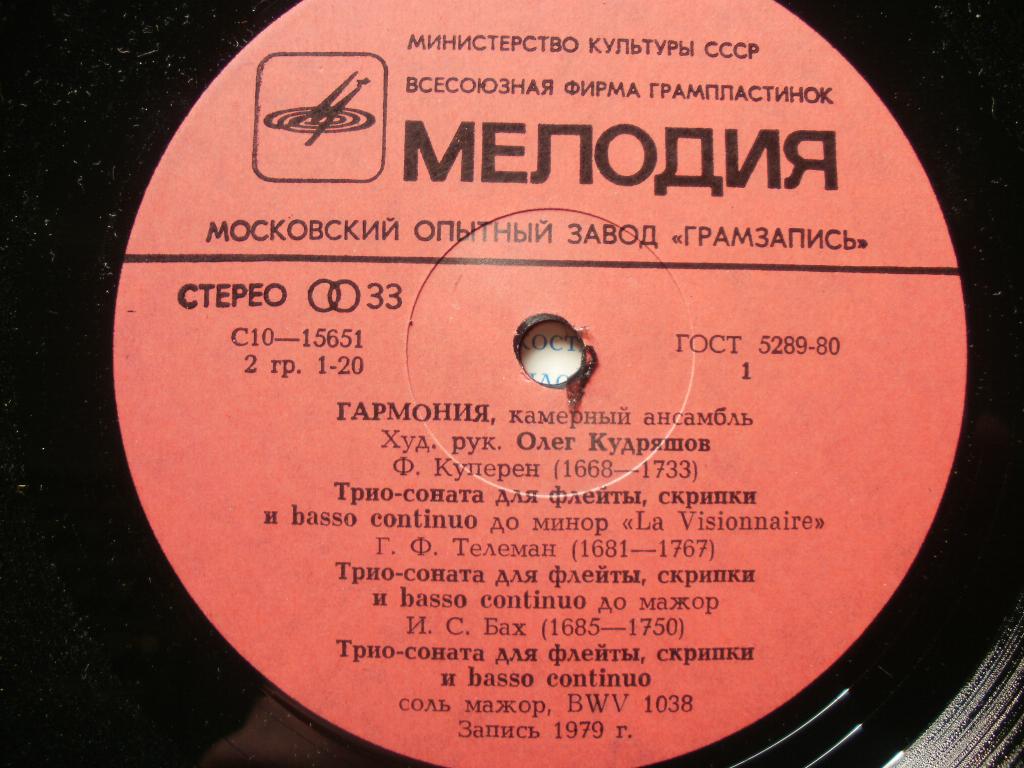 МИНИСТЕРСТВО КУЛЬТУРЫ СССР
ВСЕСОЮЗНАЯ ФИРМА ГРАМПЛАСТИНОК
МЕЛОДИЯ
МОСКОВСКИЙ ОПЫТНЫЙ ЗАВОД «ГРАМЗАПИСЬ»
СТЕРЕО 33
С10—15651
2 гр. 1-20
ГОСТ 5289-80
1
ГАРМОНИЯ, камерный ансамбль
Худ. рук. Олег Кудряшов
Ф. Куперен (1668—1733)
Трио-соната для флейты, скрипки
и basso continuo до минор «La Visionnaire»
Г. Ф. Телеман (1681—1767)
Трио-соната для флейты, скрипки
и basso continuo до мажор
И. С. Бах (1685—1750)
Трио-соната для флейты, скрипки
и basso continuo
соль мажор, BWV 1038
Запись 1979 г.